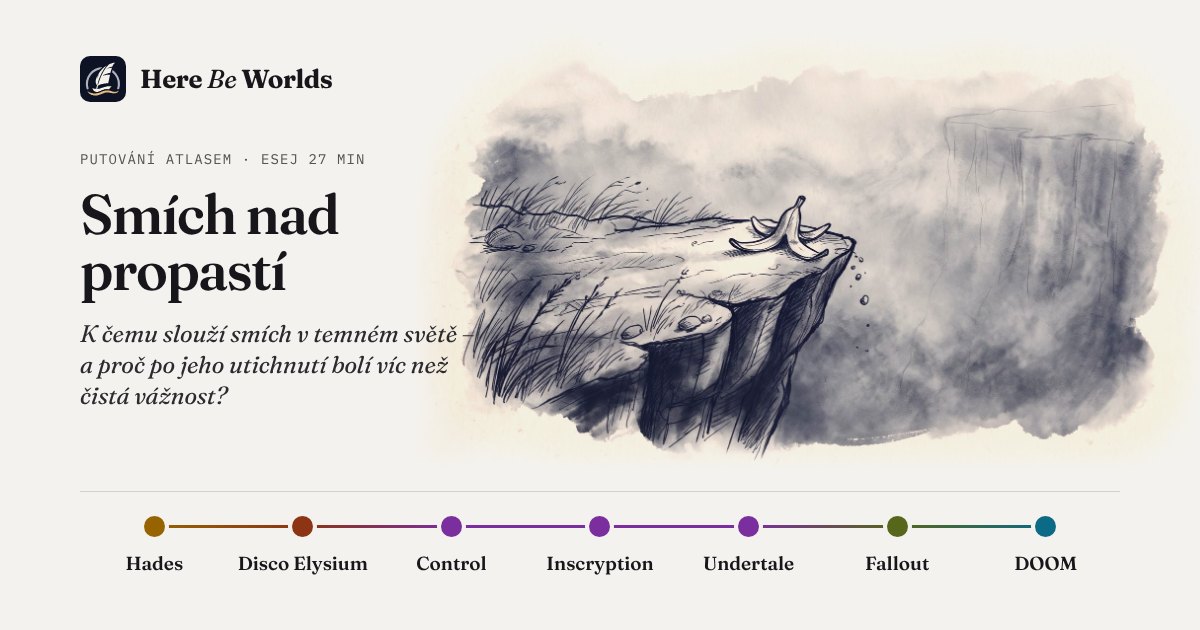 Here Be Worlds
PUTOVÁNÍ ATLASEM · ESEJ 27 MIN
Smích nad
propastí
K čemu slouží smích v temném světě –
a proč po jeho utichnutí bolí víc než
čistá vážnost?
Hades
Disco Elysium
Control
Inscryption
Undertale
Fallout
DOOM